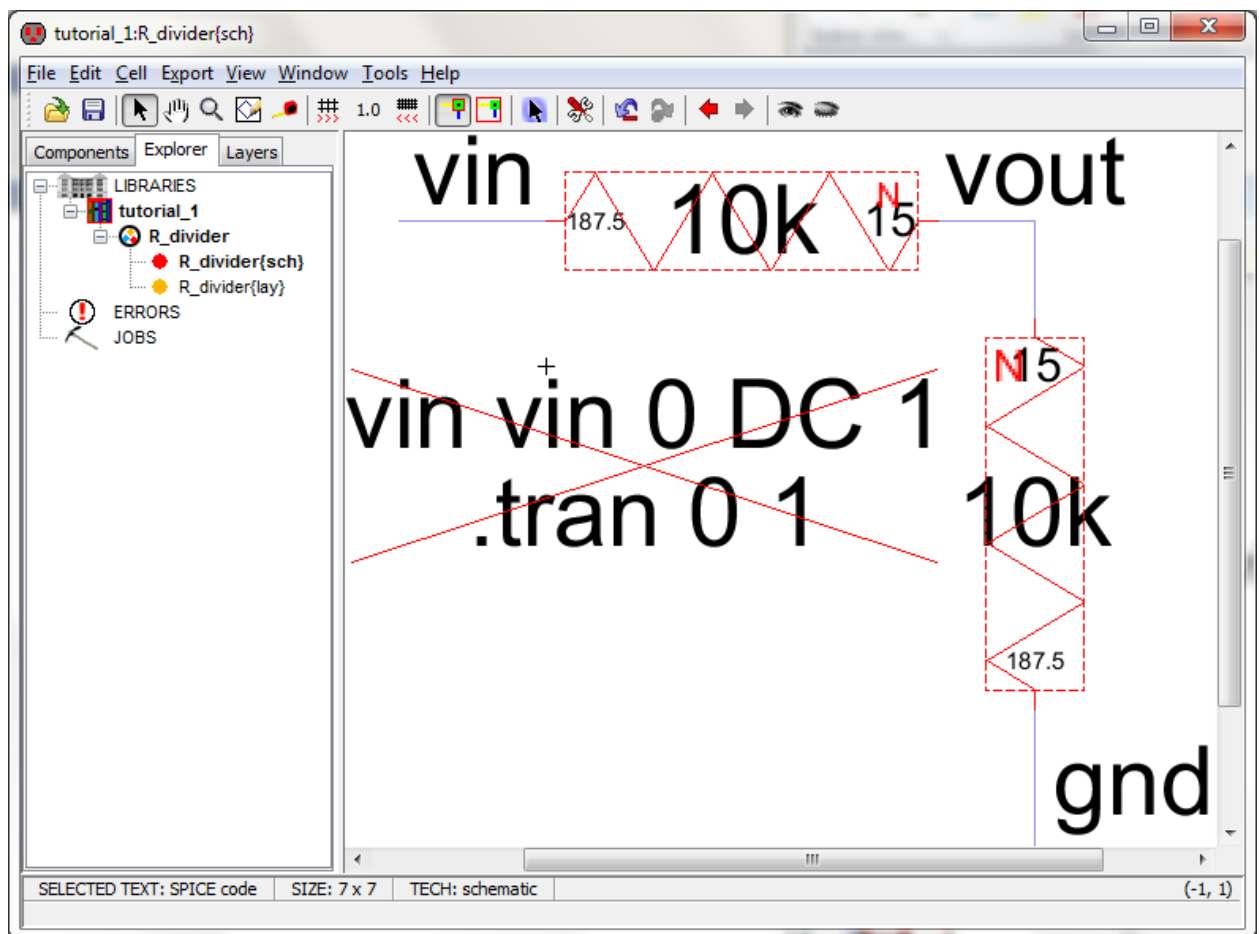 tutorial_1:R_divider{sch}
File Edit Cell Export View Window Tools Help
1.0
Components Explorer Layers
LIBRARIES
tutorial_1
R_divider
R_divider{sch}
R_divider{lay}
ERRORS
JOBS
vin
187.5
10k
N
15
vout
N
15
vin vin 0 DC 1
.tran 0 1
10k
187.5
gnd
SELECTED TEXT: SPICE code SIZE: 7 x 7 TECH: schematic (-1, 1)